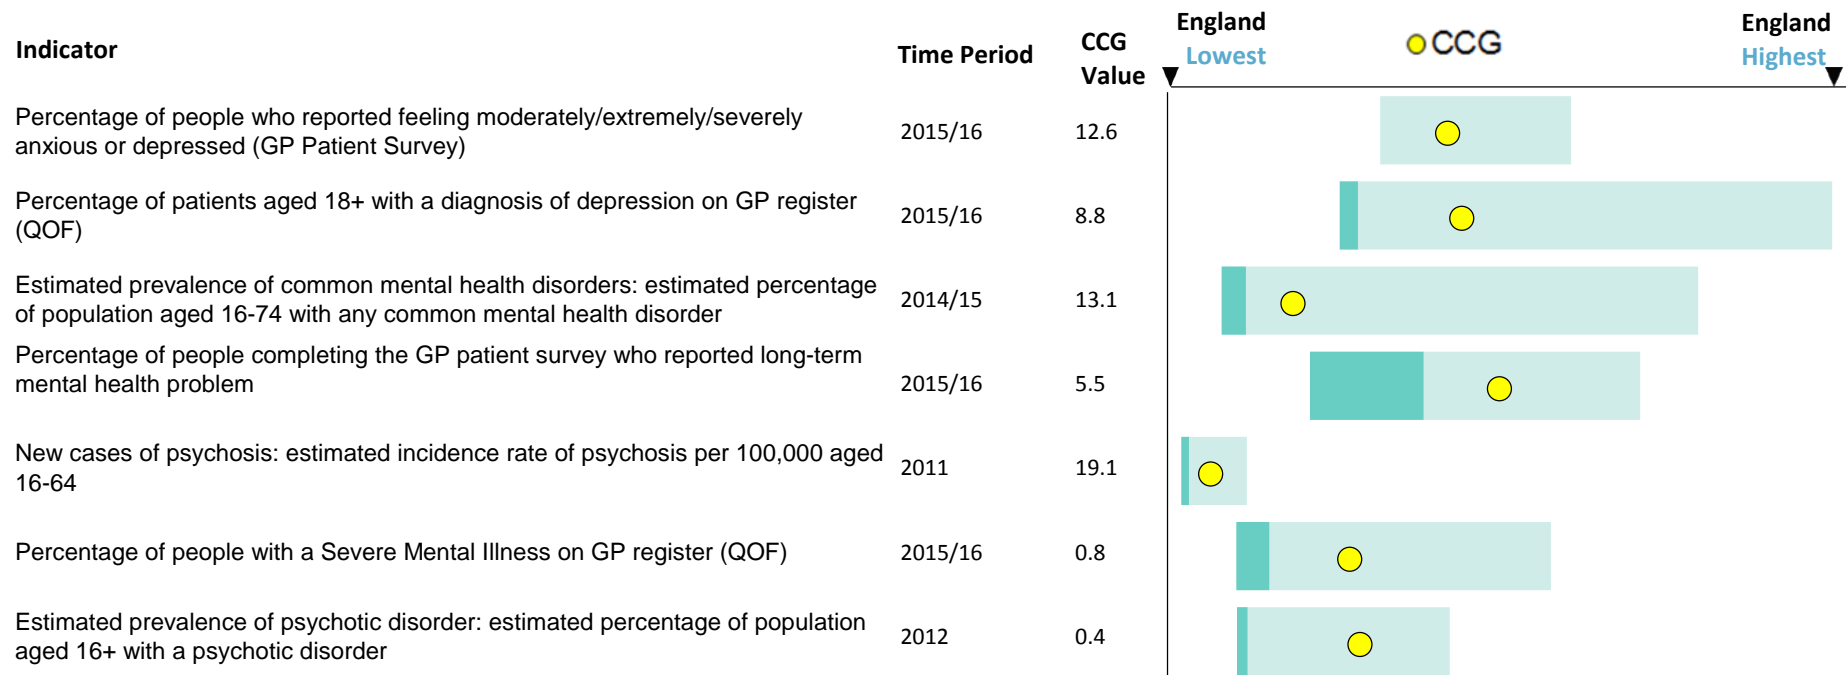 Indicator
Time Period
CCG
Value
England
Lowest
CCG
England
Highest
Percentage of people who reported feeling moderately/extremely/severely
anxious or depressed (GP Patient Survey)
2015/16
12.6
Percentage of patients aged 18+ with a diagnosis of depression on GP register
(QOF)
2015/16
8.8
Estimated prevalence of common mental health disorders: estimated percentage
of population aged 16-74 with any common mental health disorder
2014/15
13.1
Percentage of people completing the GP patient survey who reported long-term
mental health problem
2015/16
5.5
New cases of psychosis: estimated incidence rate of psychosis per 100,000 aged
16-64
2011
19.1
Percentage of people with a Severe Mental Illness on GP register (QOF)
2015/16
0.8
Estimated prevalence of psychotic disorder: estimated percentage of population
aged 16+ with a psychotic disorder
2012
0.4